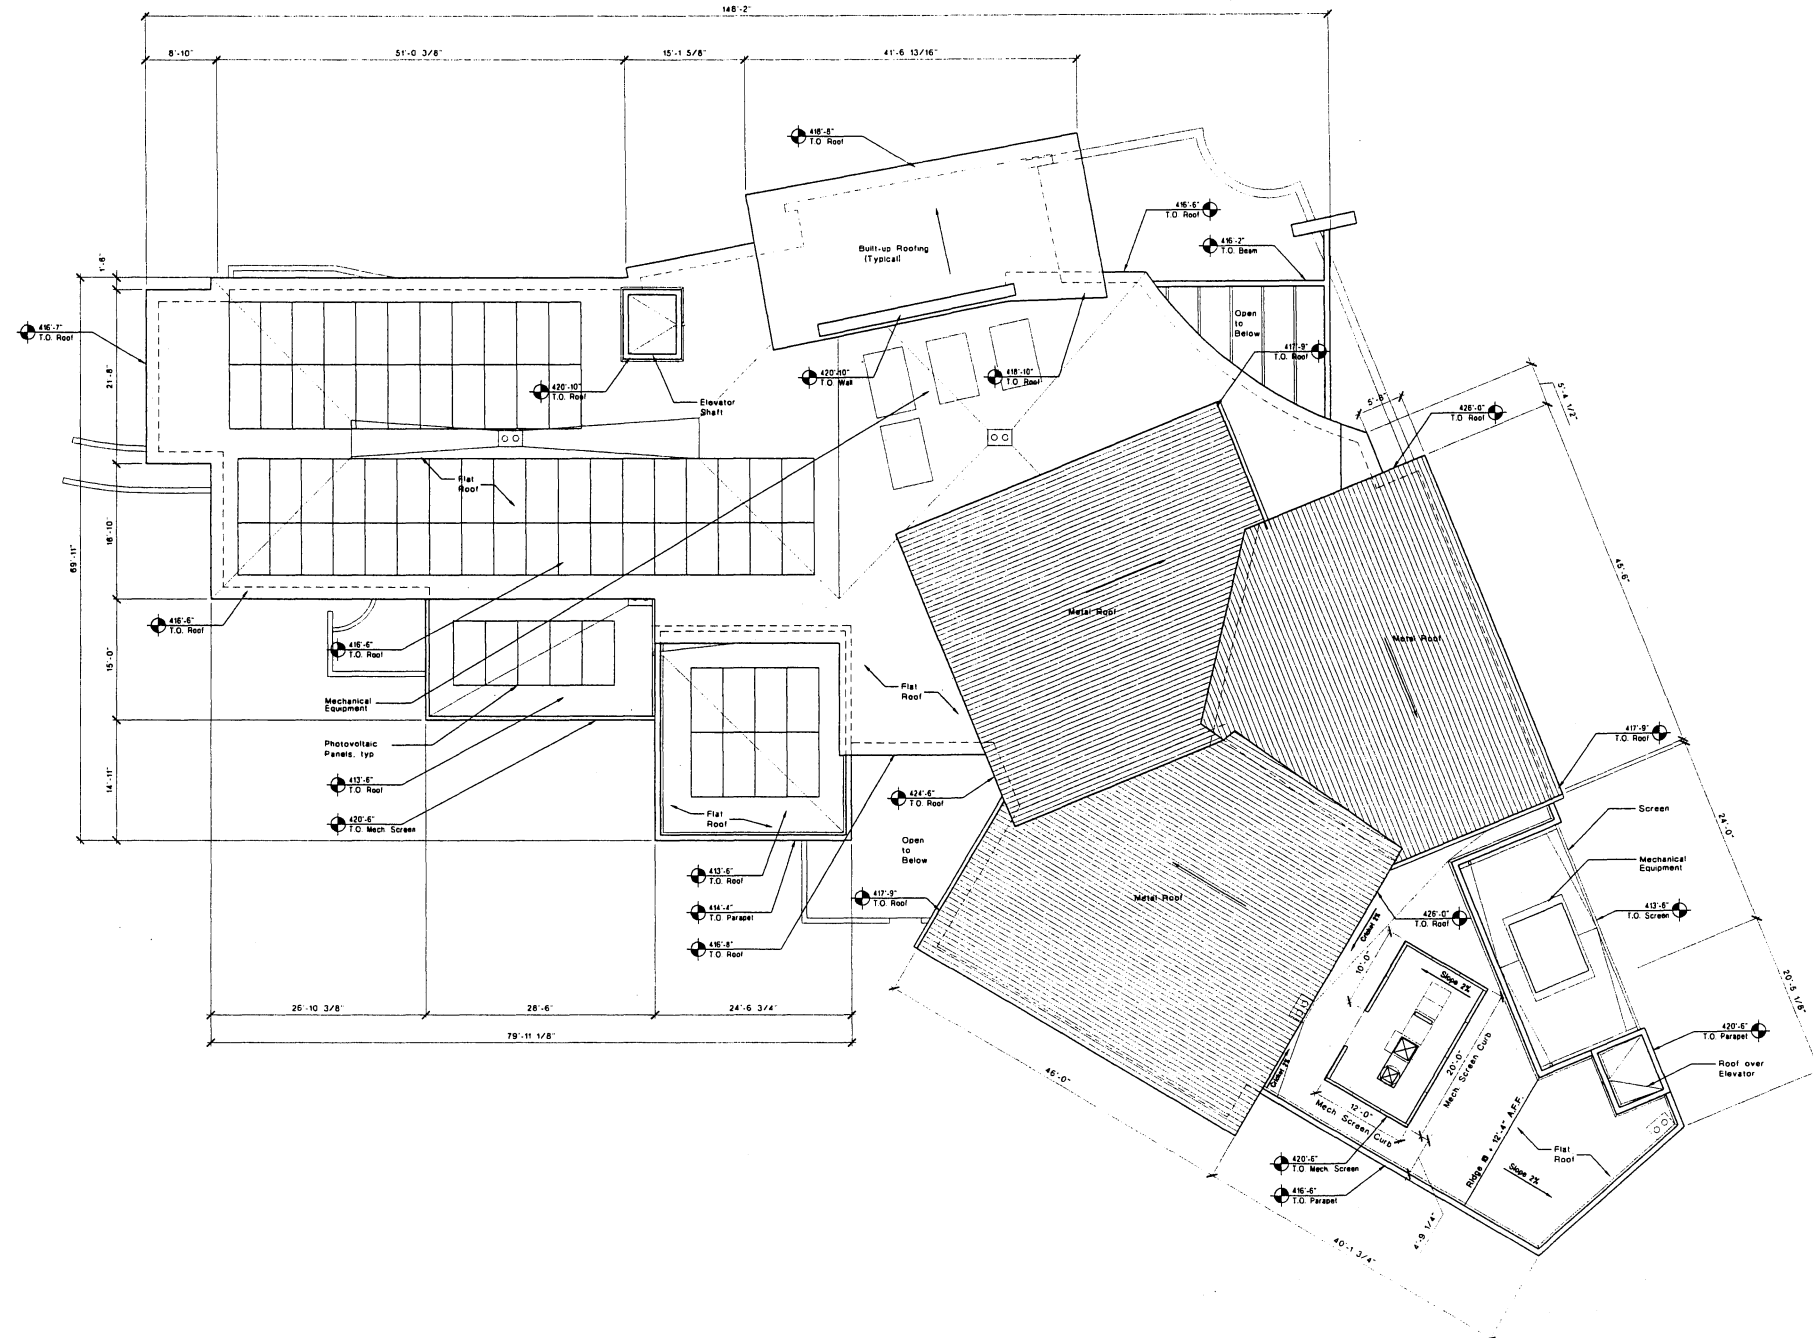 148'-2"
8'-10"
51'-0 3/8"
15'-1 5/8"
41'-6 13/16"
418'-8"
T.O. Roof
416'-6"
T.O. Roof
416'-2"
T.O. Beam
Built-up Roofing
(Typical)
1'-6"
416'-7"
T.O. Roof
21'-8"
Open
to
Below
417'-9"
T.O. Roof
420'-10"
T.O. Roof
420'-10"
T.O. Wall
418'-10"
T.O. Roof
Elevator
Shaft
5'-8"
5'-4 1/2"
426'-0"
T.O. Roof
Flat
Roof
18'-10"
69'-11"
45'-6"
416'-6"
T.O. Roof
416'-6"
T.O. Roof
Metal Roof
Metal Roof
15'-0"
Flat
Roof
Mechanical
Equipment
Photovoltaic
Panels, typ
413'-6"
T.O. Roof
420'-6"
T.O. Mech Screen
14'-11"
417'-9"
T.O. Roof
424'-6"
T.O. Roof
Flat
Roof
Screen
24'-0"
Open
to
Below
Mechanical
Equipment
413'-6"
T.O. Roof
414'-4"
T.O. Parapet
416'-8"
T.O. Roof
417'-9"
T.O. Roof
Metal Roof
426'-0"
T.O. Roof
413'-6"
T.O. Screen
Cricket 2%
10'-0"
Slope 2%
20'-5 1/8"
26'-10 3/8"
28'-6"
24'-6 3/4"
79'-11 1/8"
420'-6"
T.O. Parapet
Roof over
Elevator
46'-0"
Cricket 2%
20'-0"
Mech. Screen Curb
12'-0"
Mech Screen Curb
Ridge @ + 12'-4" A.F.F.
Flat
Roof
Slope 2%
420'-6"
T.O. Mech. Screen
416'-6"
T.O. Parapet
4'-9 1/4"
40'-1 3/4"